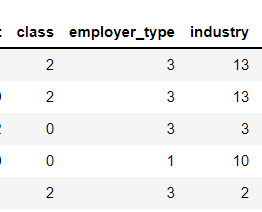 class employer_type industry
2 3 13
2 3 13
0 3 3
0 1 10
2 3 2